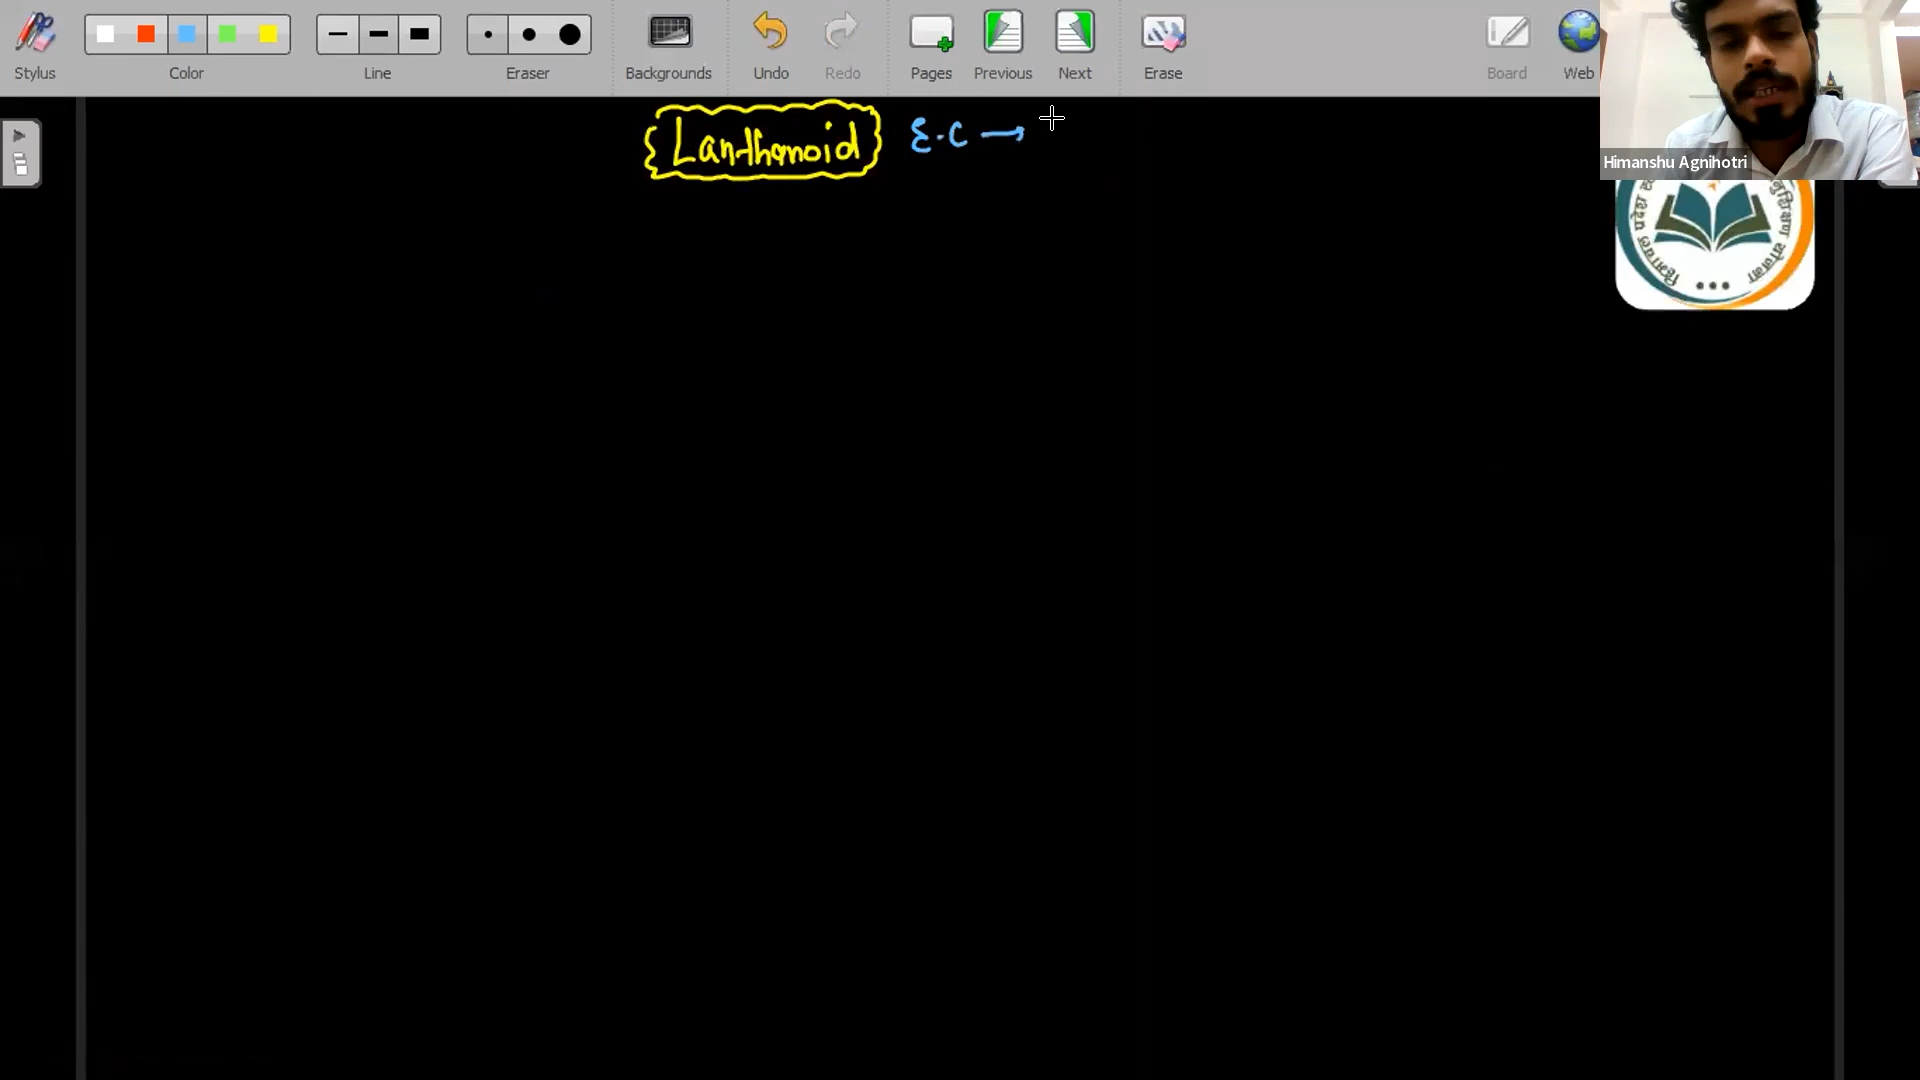 Stylus Color Line Eraser Backgrounds Undo Redo Pages Previous Next Erase Board Web
Lanthanoid E.C →
Himanshu Agnihotri